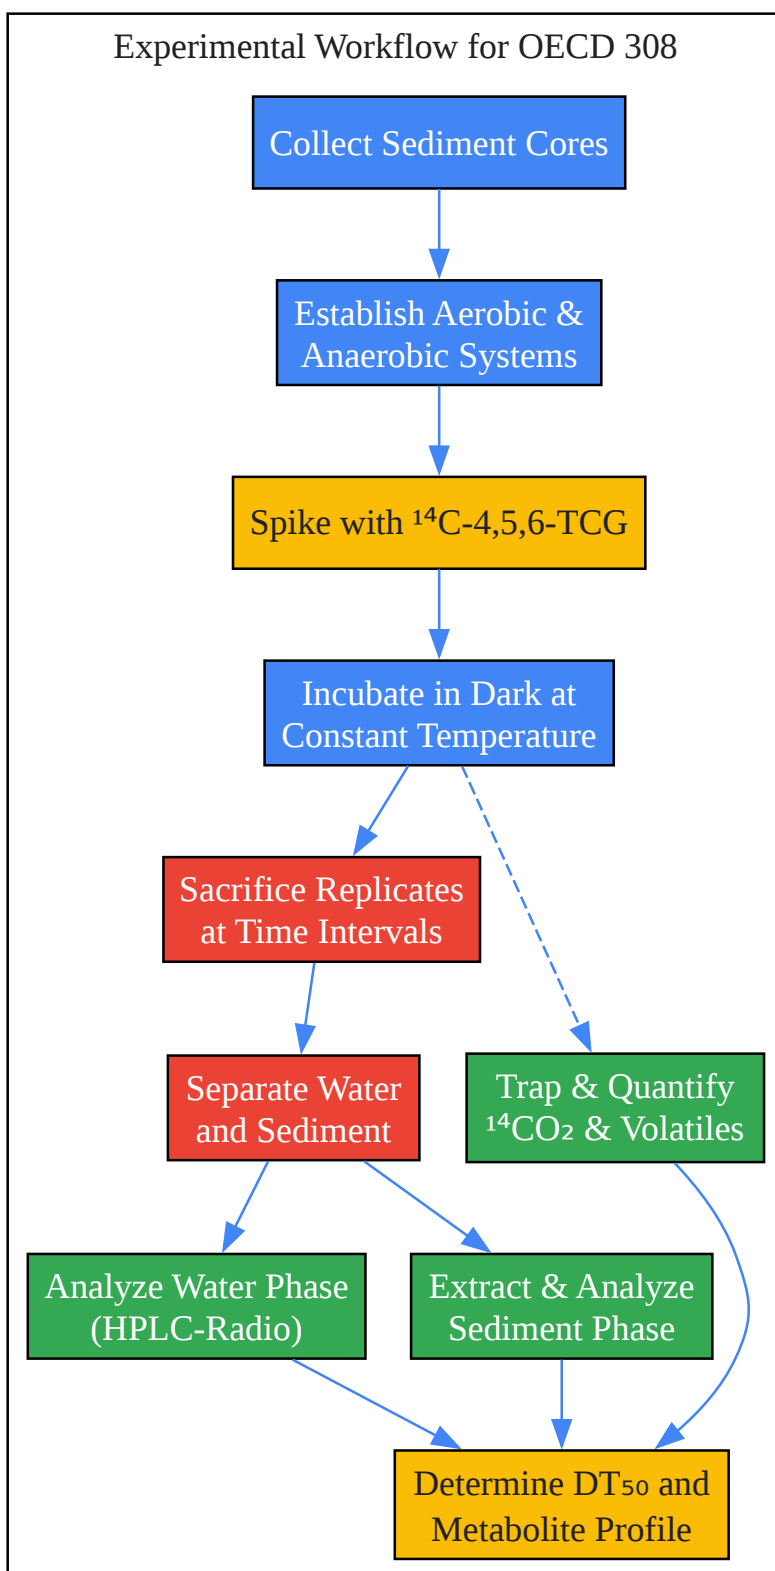 Experimental Workflow for OECD 308
Collect Sediment Cores
Establish Aerobic &
Anaerobic Systems
Spike with ¹⁴C-4,5,6-TCG
Incubate in Dark at
Constant Temperature
Sacrifice Replicates
at Time Intervals
Separate Water
and Sediment
Trap & Quantify
¹⁴CO₂ & Volatiles
Analyze Water Phase
(HPLC-Radio)
Extract & Analyze
Sediment Phase
Determine DT₅₀ and
Metabolite Profile